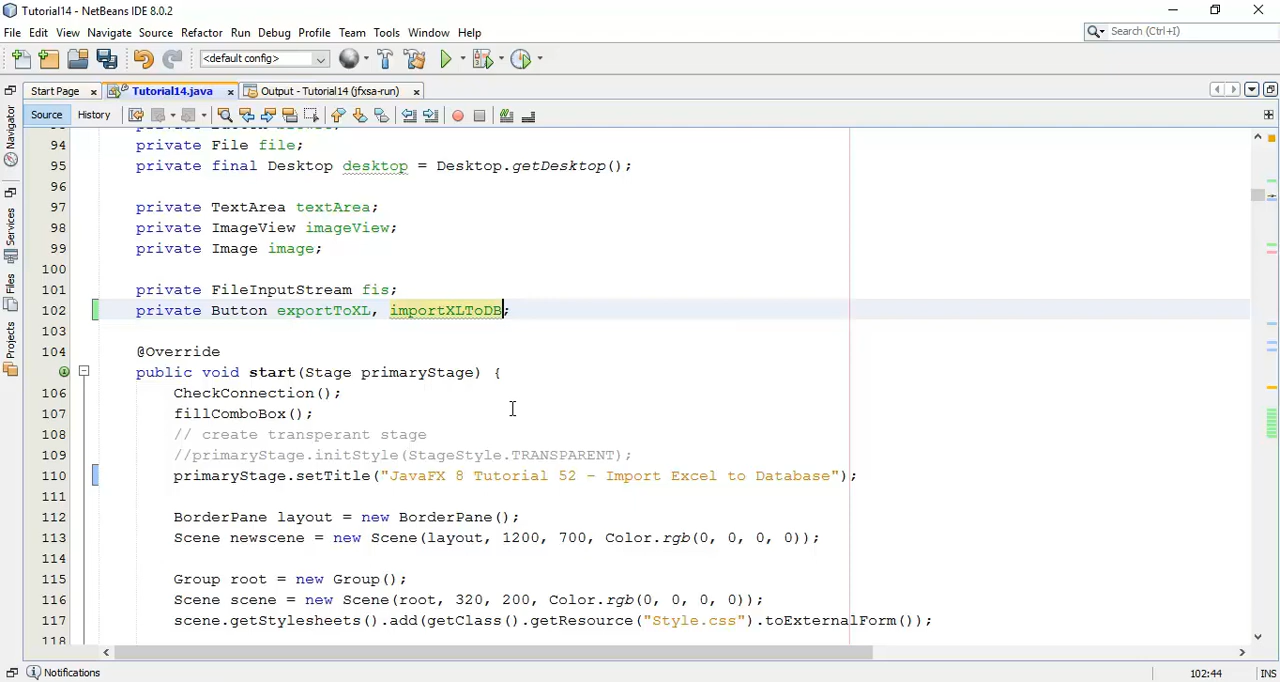 Tutorial14 - NetBeans IDE 8.0.2
File Edit View Navigate Source Refactor Run Debug Profile Team Tools Window Help
Search (Ctrl+I)
<default config>
Start Page Tutorial14.java Output - Tutorial14 (jfxsa-run)
Source History
Navigator
Services
Files
Projects
94 private File file;
95 private final Desktop desktop = Desktop.getDesktop();
96
97 private TextArea textArea;
98 private ImageView imageView;
99 private Image image;
100
101 private FileInputStream fis;
102 private Button exportToXL, importXLToDB;
103
104 @Override
public void start(Stage primaryStage) {
106 CheckConnection();
107 fillComboBox();
108 // create transperant stage
109 //primaryStage.initStyle(StageStyle.TRANSPARENT);
110 primaryStage.setTitle("JavaFX 8 Tutorial 52 - Import Excel to Database");
111
112 BorderPane layout = new BorderPane();
113 Scene newscene = new Scene(layout, 1200, 700, Color.rgb(0, 0, 0, 0));
114
115 Group root = new Group();
116 Scene scene = new Scene(root, 320, 200, Color.rgb(0, 0, 0, 0));
117 scene.getStylesheets().add(getClass().getResource("Style.css").toExternalForm());
118
Notifications
102:44 INS